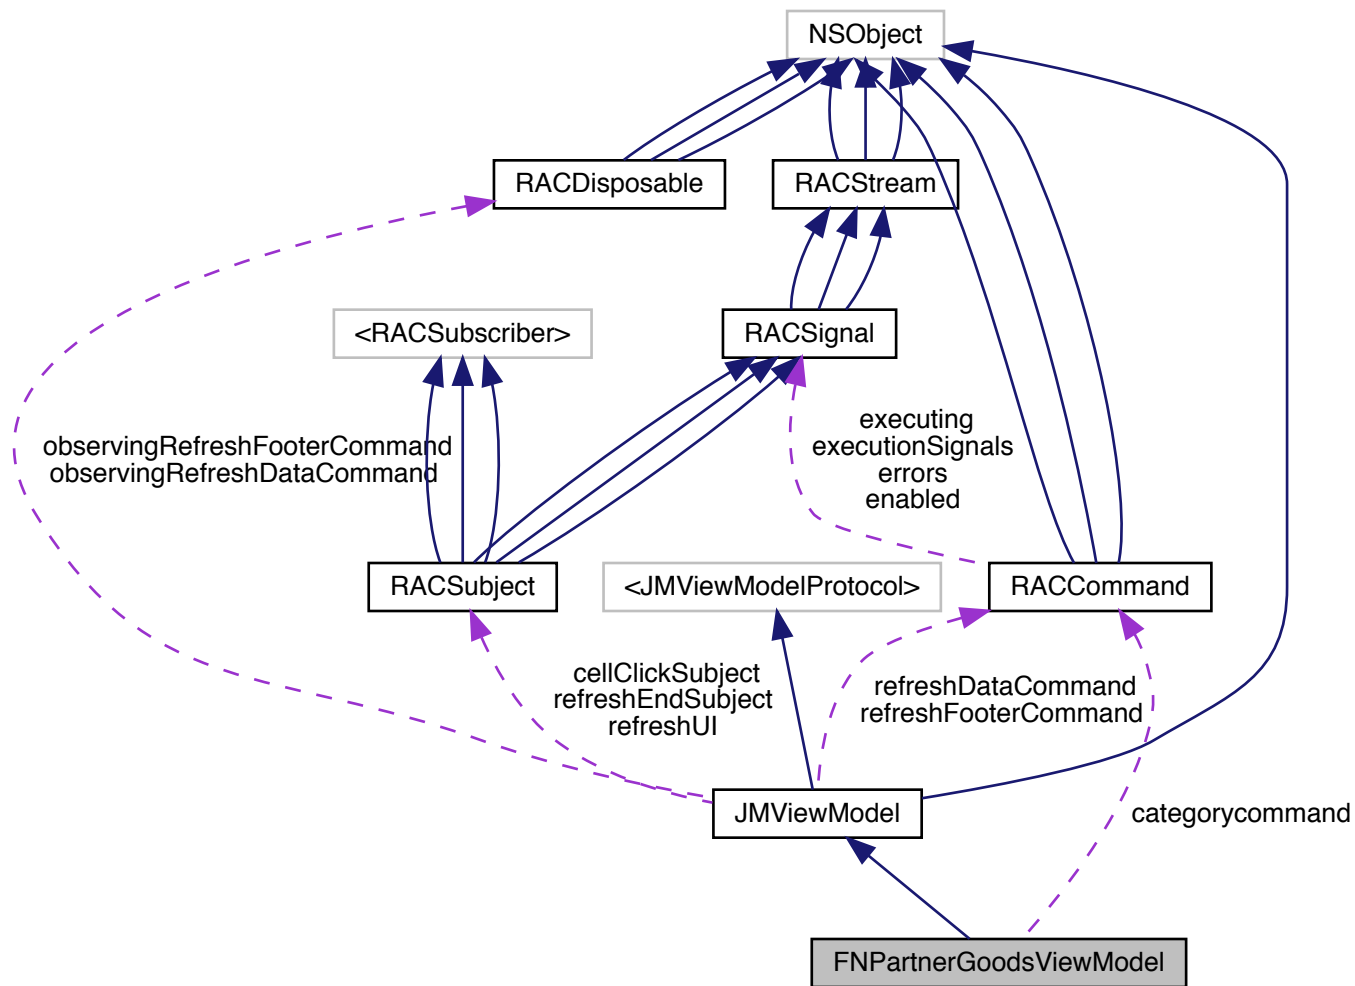 NSObject
RACDisposable
RACStream
<RACSubscriber>
RACSignal
observingRefreshFooterCommand
observingRefreshDataCommand
executing
executionSignals
errors
enabled
RACSubject
<JMViewModelProtocol>
RACCommand
cellClickSubject
refreshEndSubject
refreshUI
refreshDataCommand
refreshFooterCommand
JMViewModel
categorycommand
FNPartnerGoodsViewModel